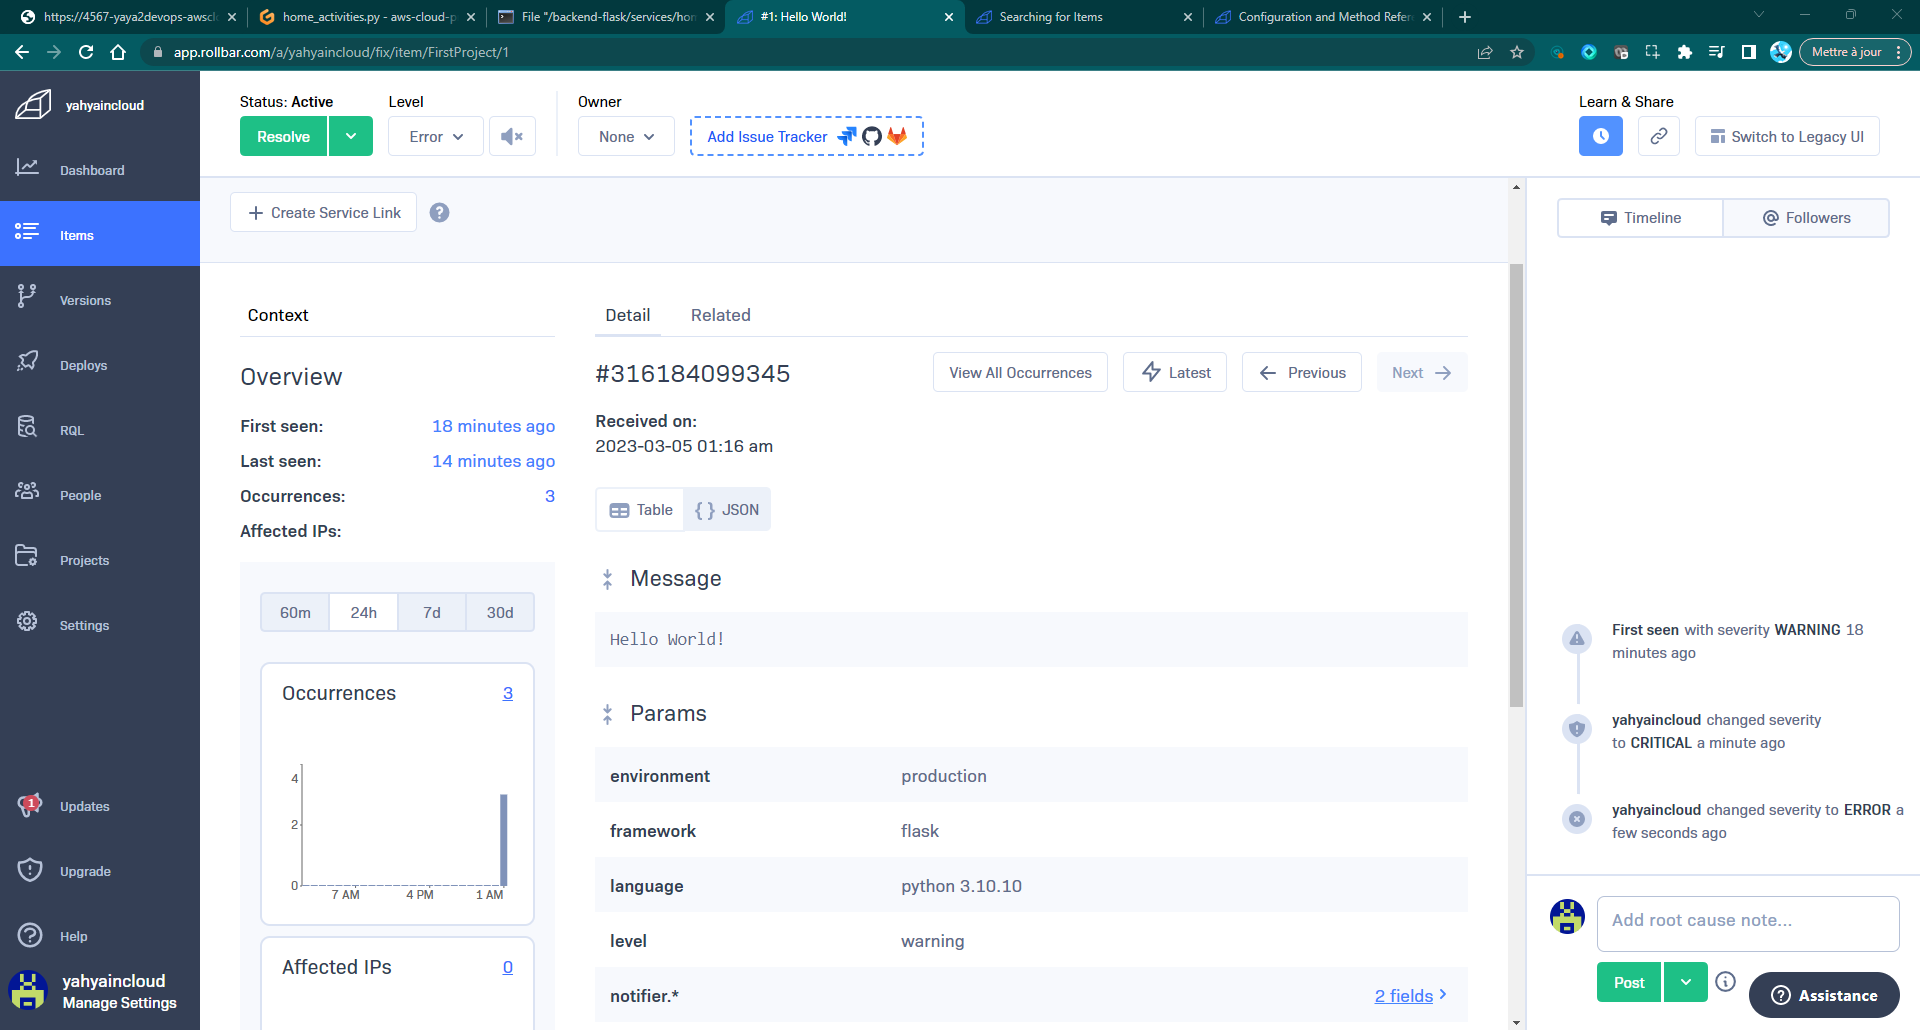 https://4567-yaya2devops-awscl
home_activities.py - aws-cloud-p
File "/backend-flask/services/hon
#1: Hello World!
Searching for Items
Configuration and Method Refer
app.rollbar.com/a/yahyaincloud/fix/item/FirstProject/1
Mettre à jour
yahyaincloud
Dashboard
Items
Versions
Deploys
RQL
People
Projects
Settings
1
Updates
Upgrade
Help
yahyaincloud
Manage Settings
Status: Active
Level
Owner
Learn & Share
Resolve
Error
None
Add Issue Tracker
Switch to Legacy UI
Create Service Link
?
Context
Overview
First seen:
18 minutes ago
Last seen:
14 minutes ago
Occurrences:
3
Affected IPs:
60m
24h
7d
30d
Occurrences
3
4
2
0
7 AM
4 PM
1 AM
Affected IPs
0
Detail
Related
#316184099345
View All Occurrences
Latest
Previous
Next
Received on:
2023-03-05 01:16 am
Table
{ } JSON
Message
Hello World!
Params
environment
production
framework
flask
language
python 3.10.10
level
warning
notifier.*
2 fields
Timeline
Followers
First seen with severity WARNING 18
minutes ago
yahyaincloud changed severity
to CRITICAL a minute ago
yahyaincloud changed severity to ERROR a
few seconds ago
Add root cause note...
Post
Assistance